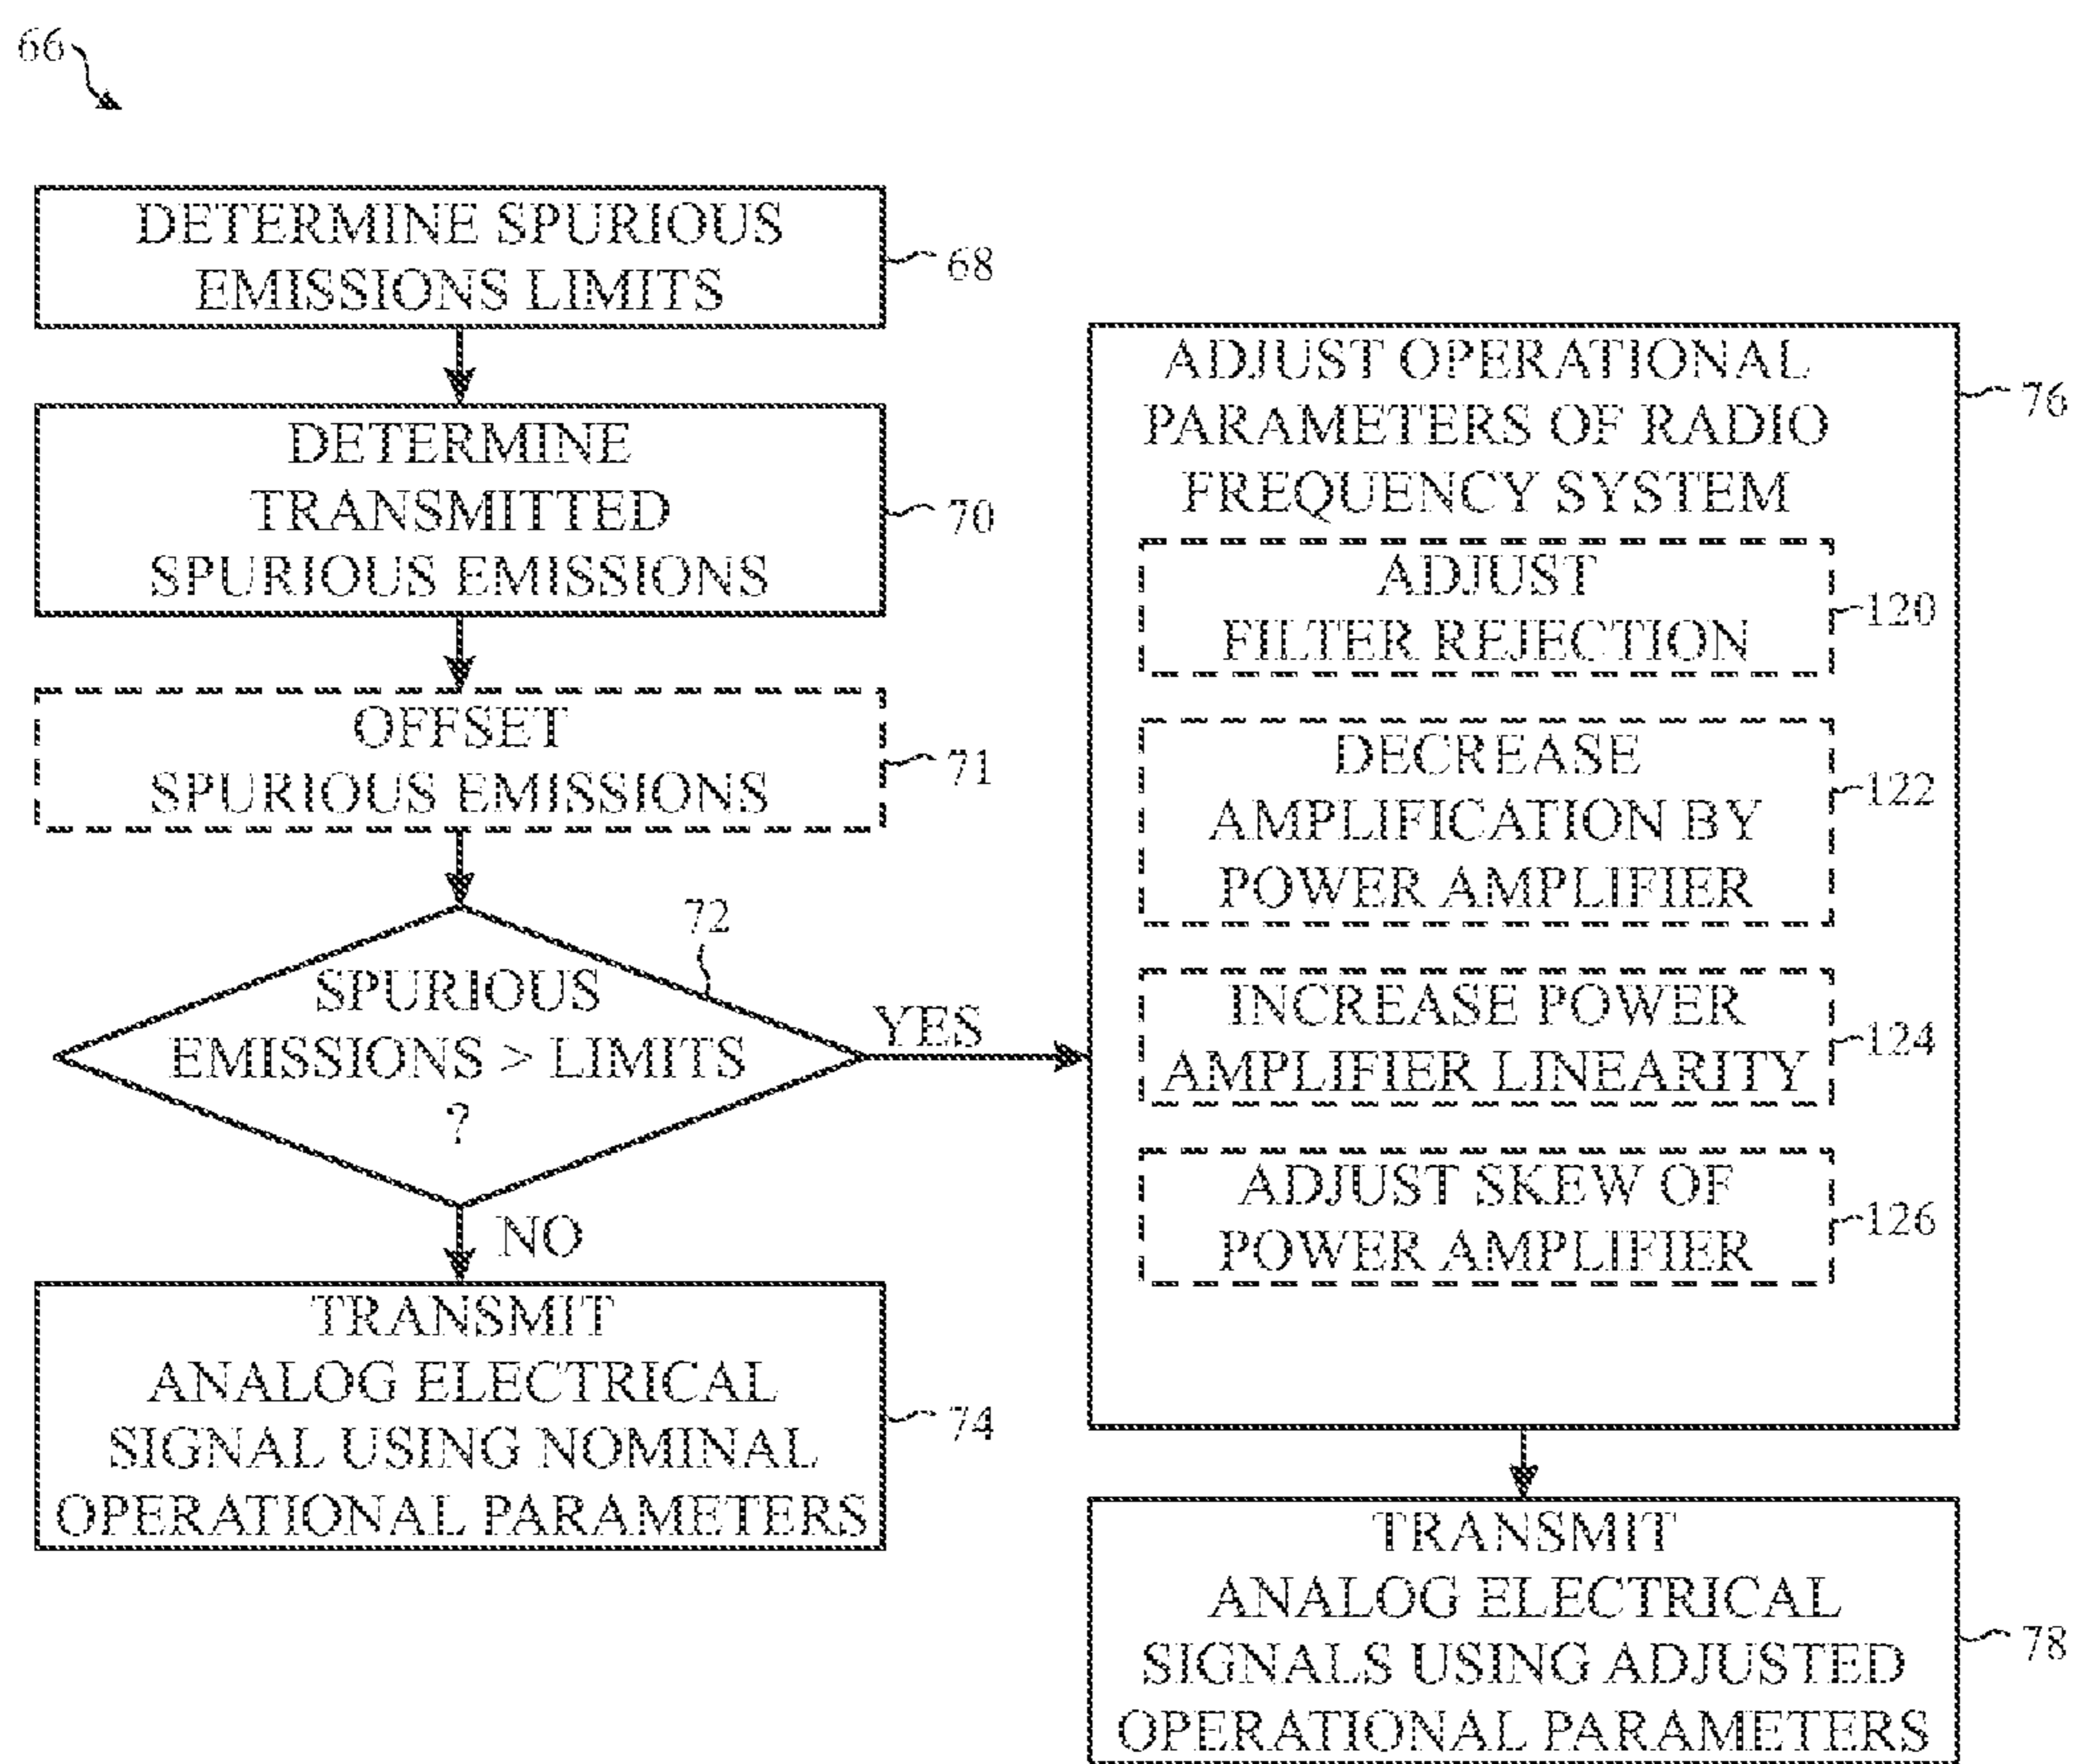 66
DETERMINE SPURIOUS
EMISSIONS LIMITS
68
DETERMINE
TRANSMITTED
SPURIOUS EMISSIONS
70
OFFSET
SPURIOUS EMISSIONS
71
72
SPURIOUS
EMISSIONS > LIMITS
?
YES
NO
TRANSMIT
ANALOG ELECTRICAL
SIGNAL USING NOMINAL
OPERATIONAL PARAMETERS
74
ADJUST OPERATIONAL
PARAMETERS OF RADIO
FREQUENCY SYSTEM
76
ADJUST
FILTER REJECTION
120
DECREASE
AMPLIFICATION BY
POWER AMPLIFIER
122
INCREASE POWER
AMPLIFIER LINEARITY
124
ADJUST SKEW OF
POWER AMPLIFIER
126
TRANSMIT
ANALOG ELECTRICAL
SIGNALS USING ADJUSTED
OPERATIONAL PARAMETERS
78